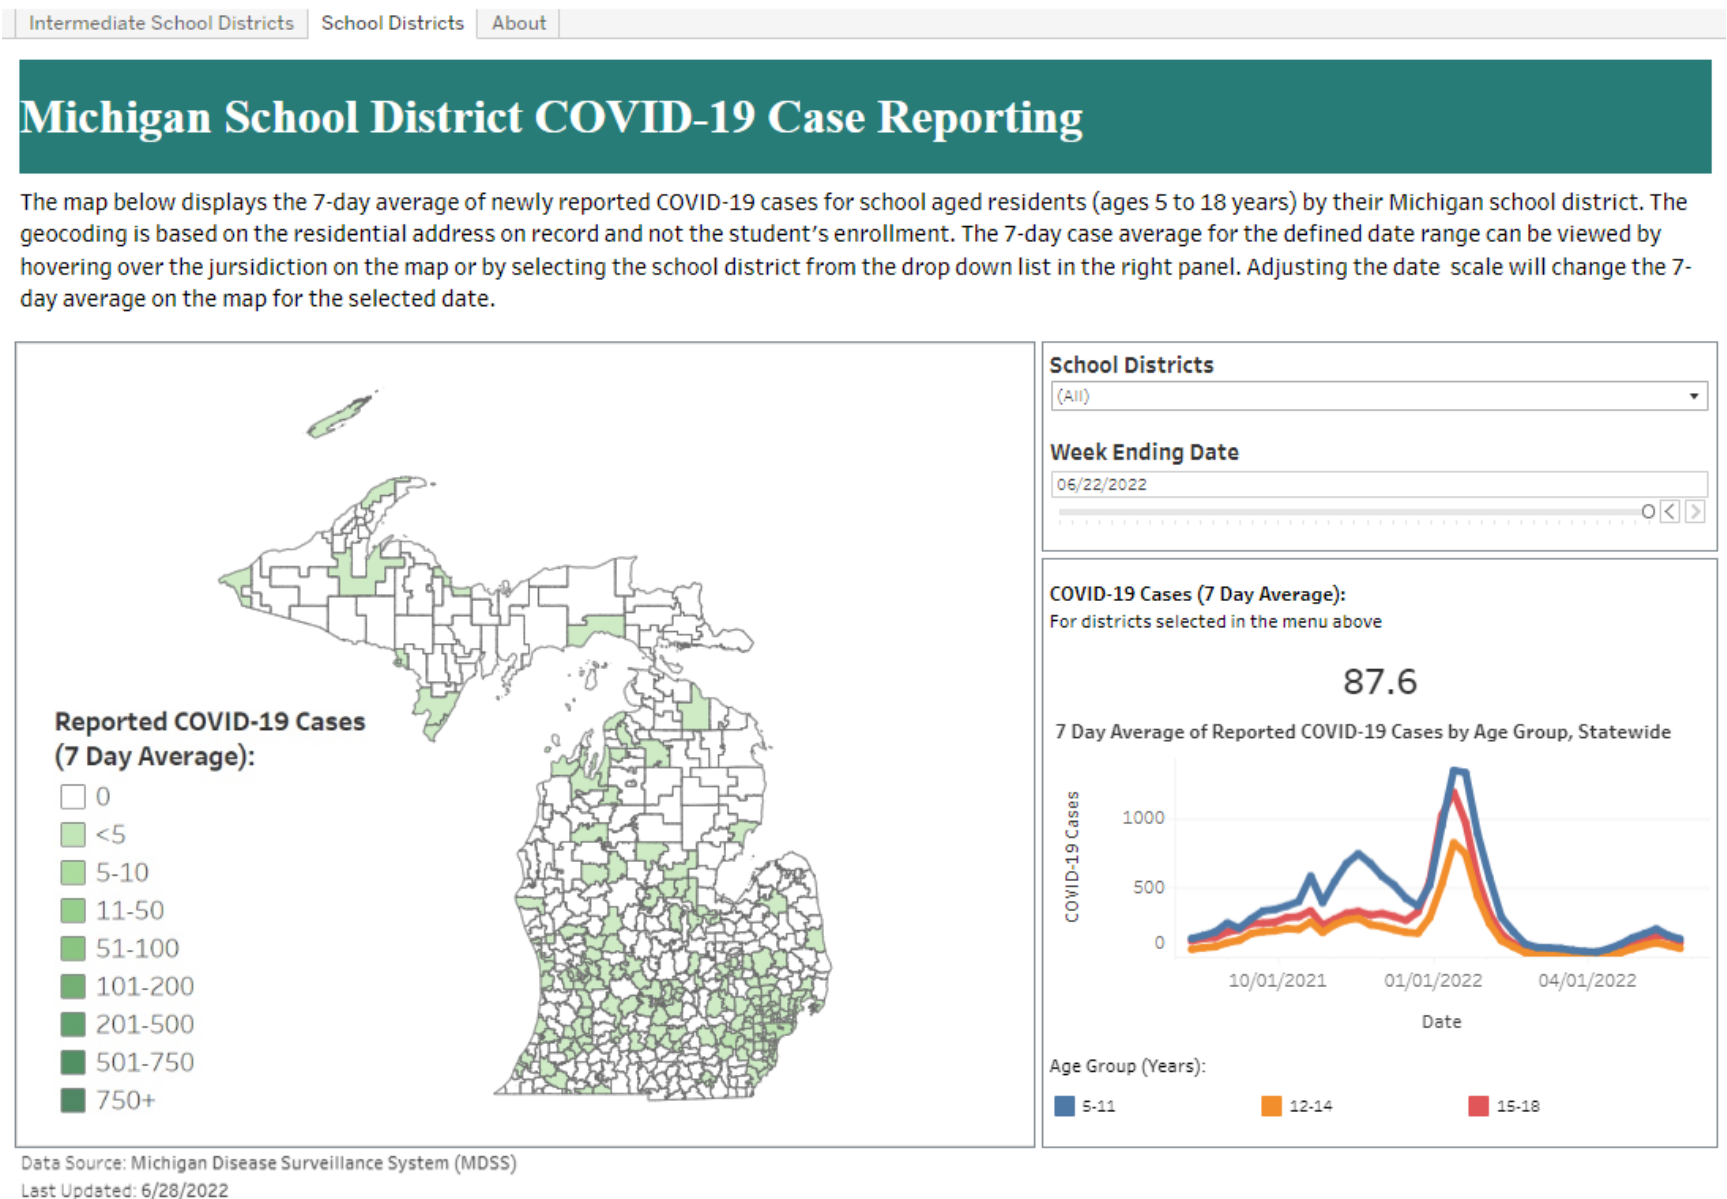 Intermediate School Districts
School Districts
About
Michigan School District COVID-19 Case Reporting
The map below displays the 7-day average of newly reported COVID-19 cases for school aged residents (ages 5 to 18 years) by their Michigan school district. The
geocoding is based on the residential address on record and not the student's enrollment. The 7-day case average for the defined date range can be viewed by
hovering over the jursidiction on the map or by selecting the school district from the drop down list in the right panel. Adjusting the date scale will change the 7-
day average on the map for the selected date.
Reported COVID-19 Cases
(7 Day Average):
0
<5
5-10
11-50
51-100
101-200
201-500
501-750
750+
School Districts
(All)
Week Ending Date
06/22/2022
COVID-19 Cases (7 Day Average):
For districts selected in the menu above
87.6
7 Day Average of Reported COVID-19 Cases by Age Group, Statewide
COVID-19 Cases
1000
500
0
10/01/2021
01/01/2022
04/01/2022
Date
Age Group (Years):
5-11
12-14
15-18
Data Source: Michigan Disease Surveillance System (MDSS)
Last Updated: 6/28/2022